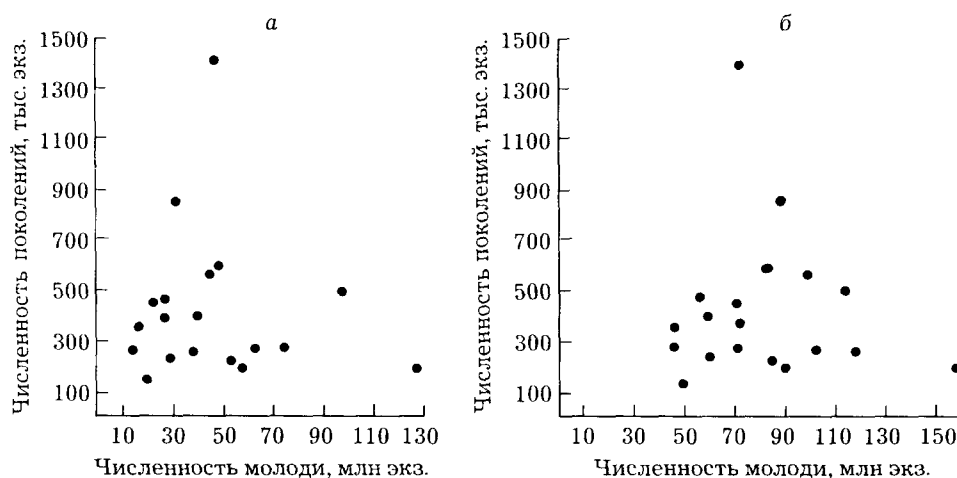 а
Численность поколений, тыс. экз.
1500
1300
1100
900
700
500
300
100
10 30 50 70 90 110 130
Численность молоди, млн экз.
б
Численность поколений, тыс. экз.
1500
1300
1100
900
700
500
300
100
10 30 50 70 90 110 130 150
Численность молоди, млн экз.